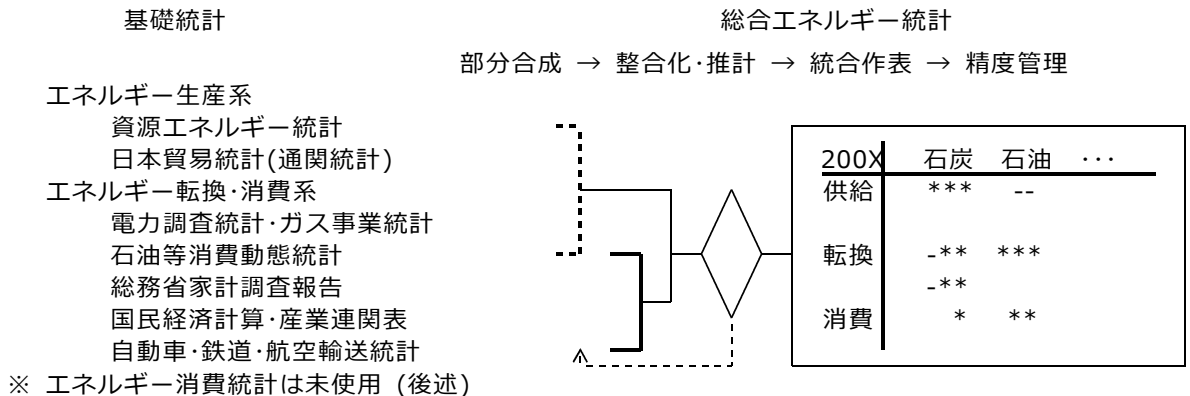 基礎統計 総合エネルギー統計
部分合成 → 整合化･推計 → 統合作表 → 精度管理
エネルギー生産系
資源エネルギー統計
日本貿易統計(通関統計)
エネルギー転換･消費系
電力調査統計･ガス事業統計
石油等消費動態統計
総務省家計調査報告
国民経済計算･産業連関表
自動車･鉄道･航空輸送統計
※ エネルギー消費統計は未使用 (後述)
200X 石炭 石油 ･･･
供給 *** --
転換 -** ***
-**
消費 * **